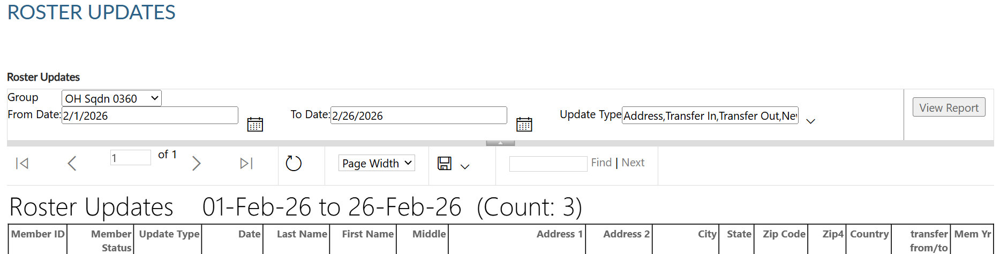 ROSTER UPDATES
Roster Updates
Group OH Sqdn 0360
From Date: 2/1/2026 To Date: 2/26/2026 Update Type Address,Transfer In,Transfer Out,Ne
View Report
1 of 1 Page Width Find | Next
Roster Updates 01-Feb-26 to 26-Feb-26 (Count: 3)
Member ID Member Status Update Type Date Last Name First Name Middle Address 1 Address 2 City State Zip Code Zip4 Country transfer from/to Mem Yr